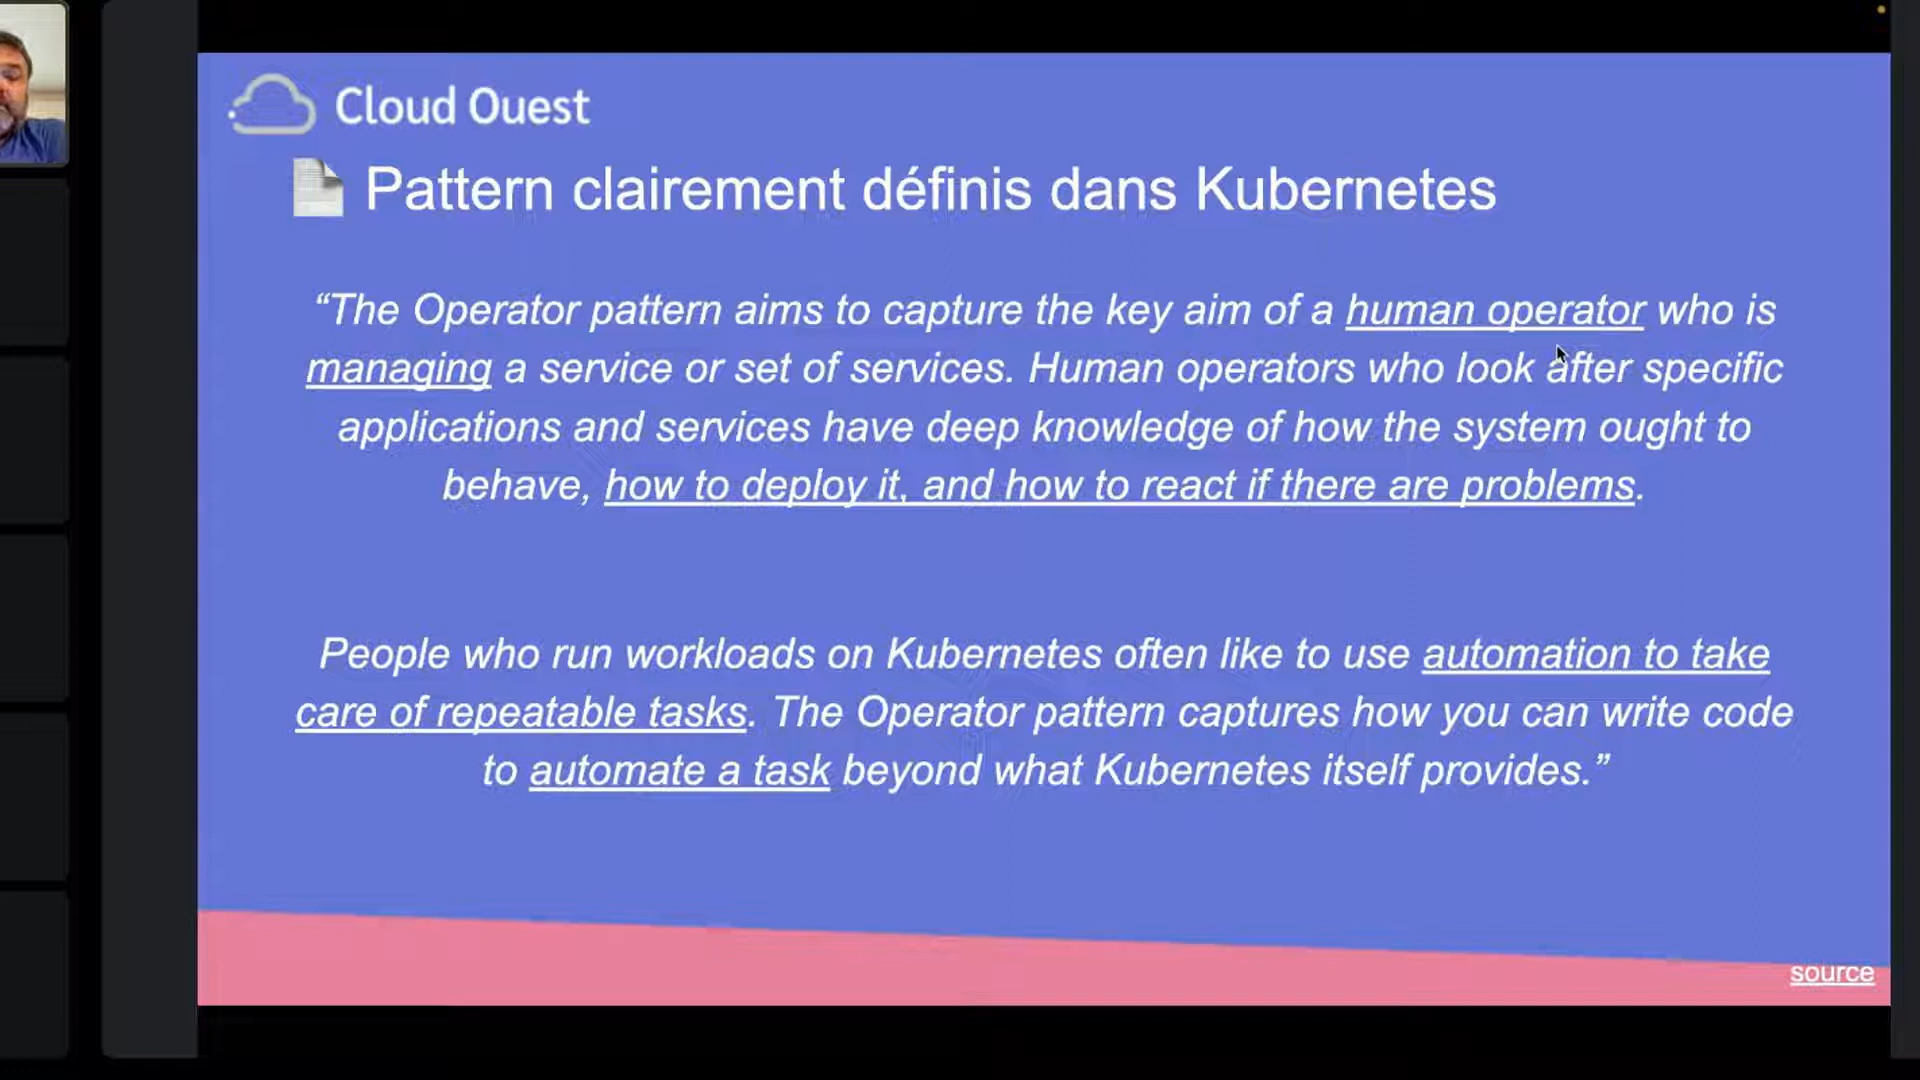 Cloud Ouest
Pattern clairement définis dans Kubernetes
“The Operator pattern aims to capture the key aim of a human operator who is
managing a service or set of services. Human operators who look after specific
applications and services have deep knowledge of how the system ought to
behave, how to deploy it, and how to react if there are problems.
People who run workloads on Kubernetes often like to use automation to take
care of repeatable tasks. The Operator pattern captures how you can write code
to automate a task beyond what Kubernetes itself provides.”
source